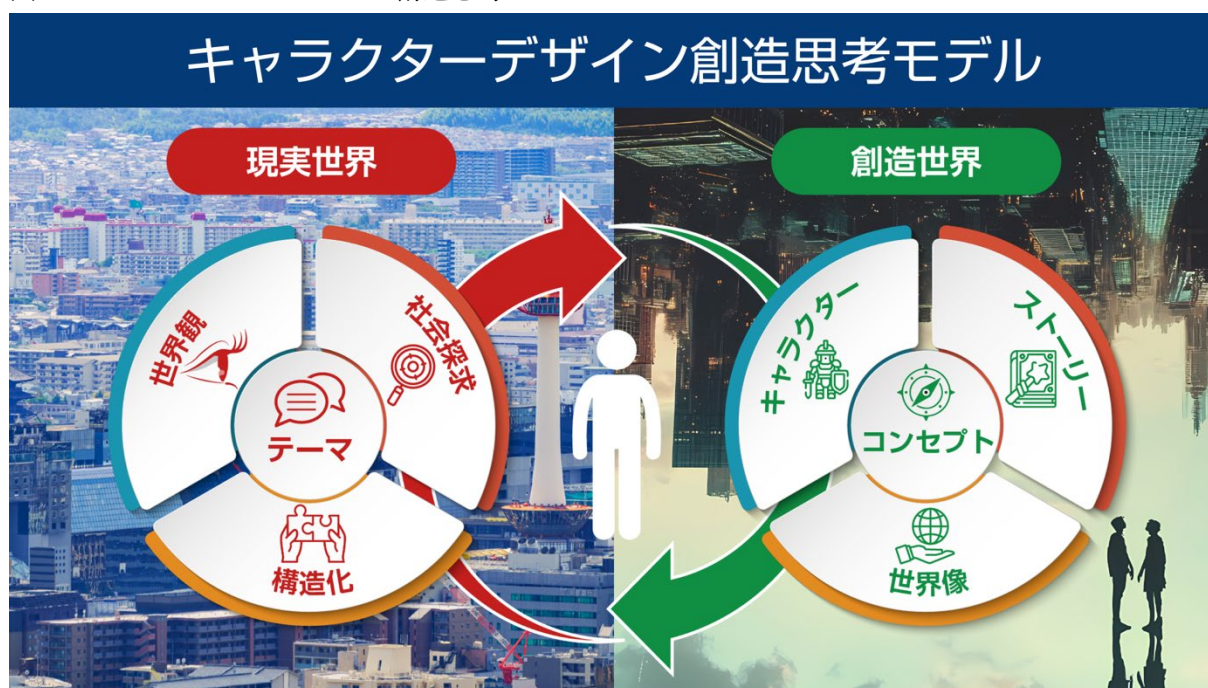 キャラクターデザイン創造思考モデル
現実世界
創造世界
世界観
社会探求
テーマ
構造化
キャラクター
ストーリー
コンセプト
世界像